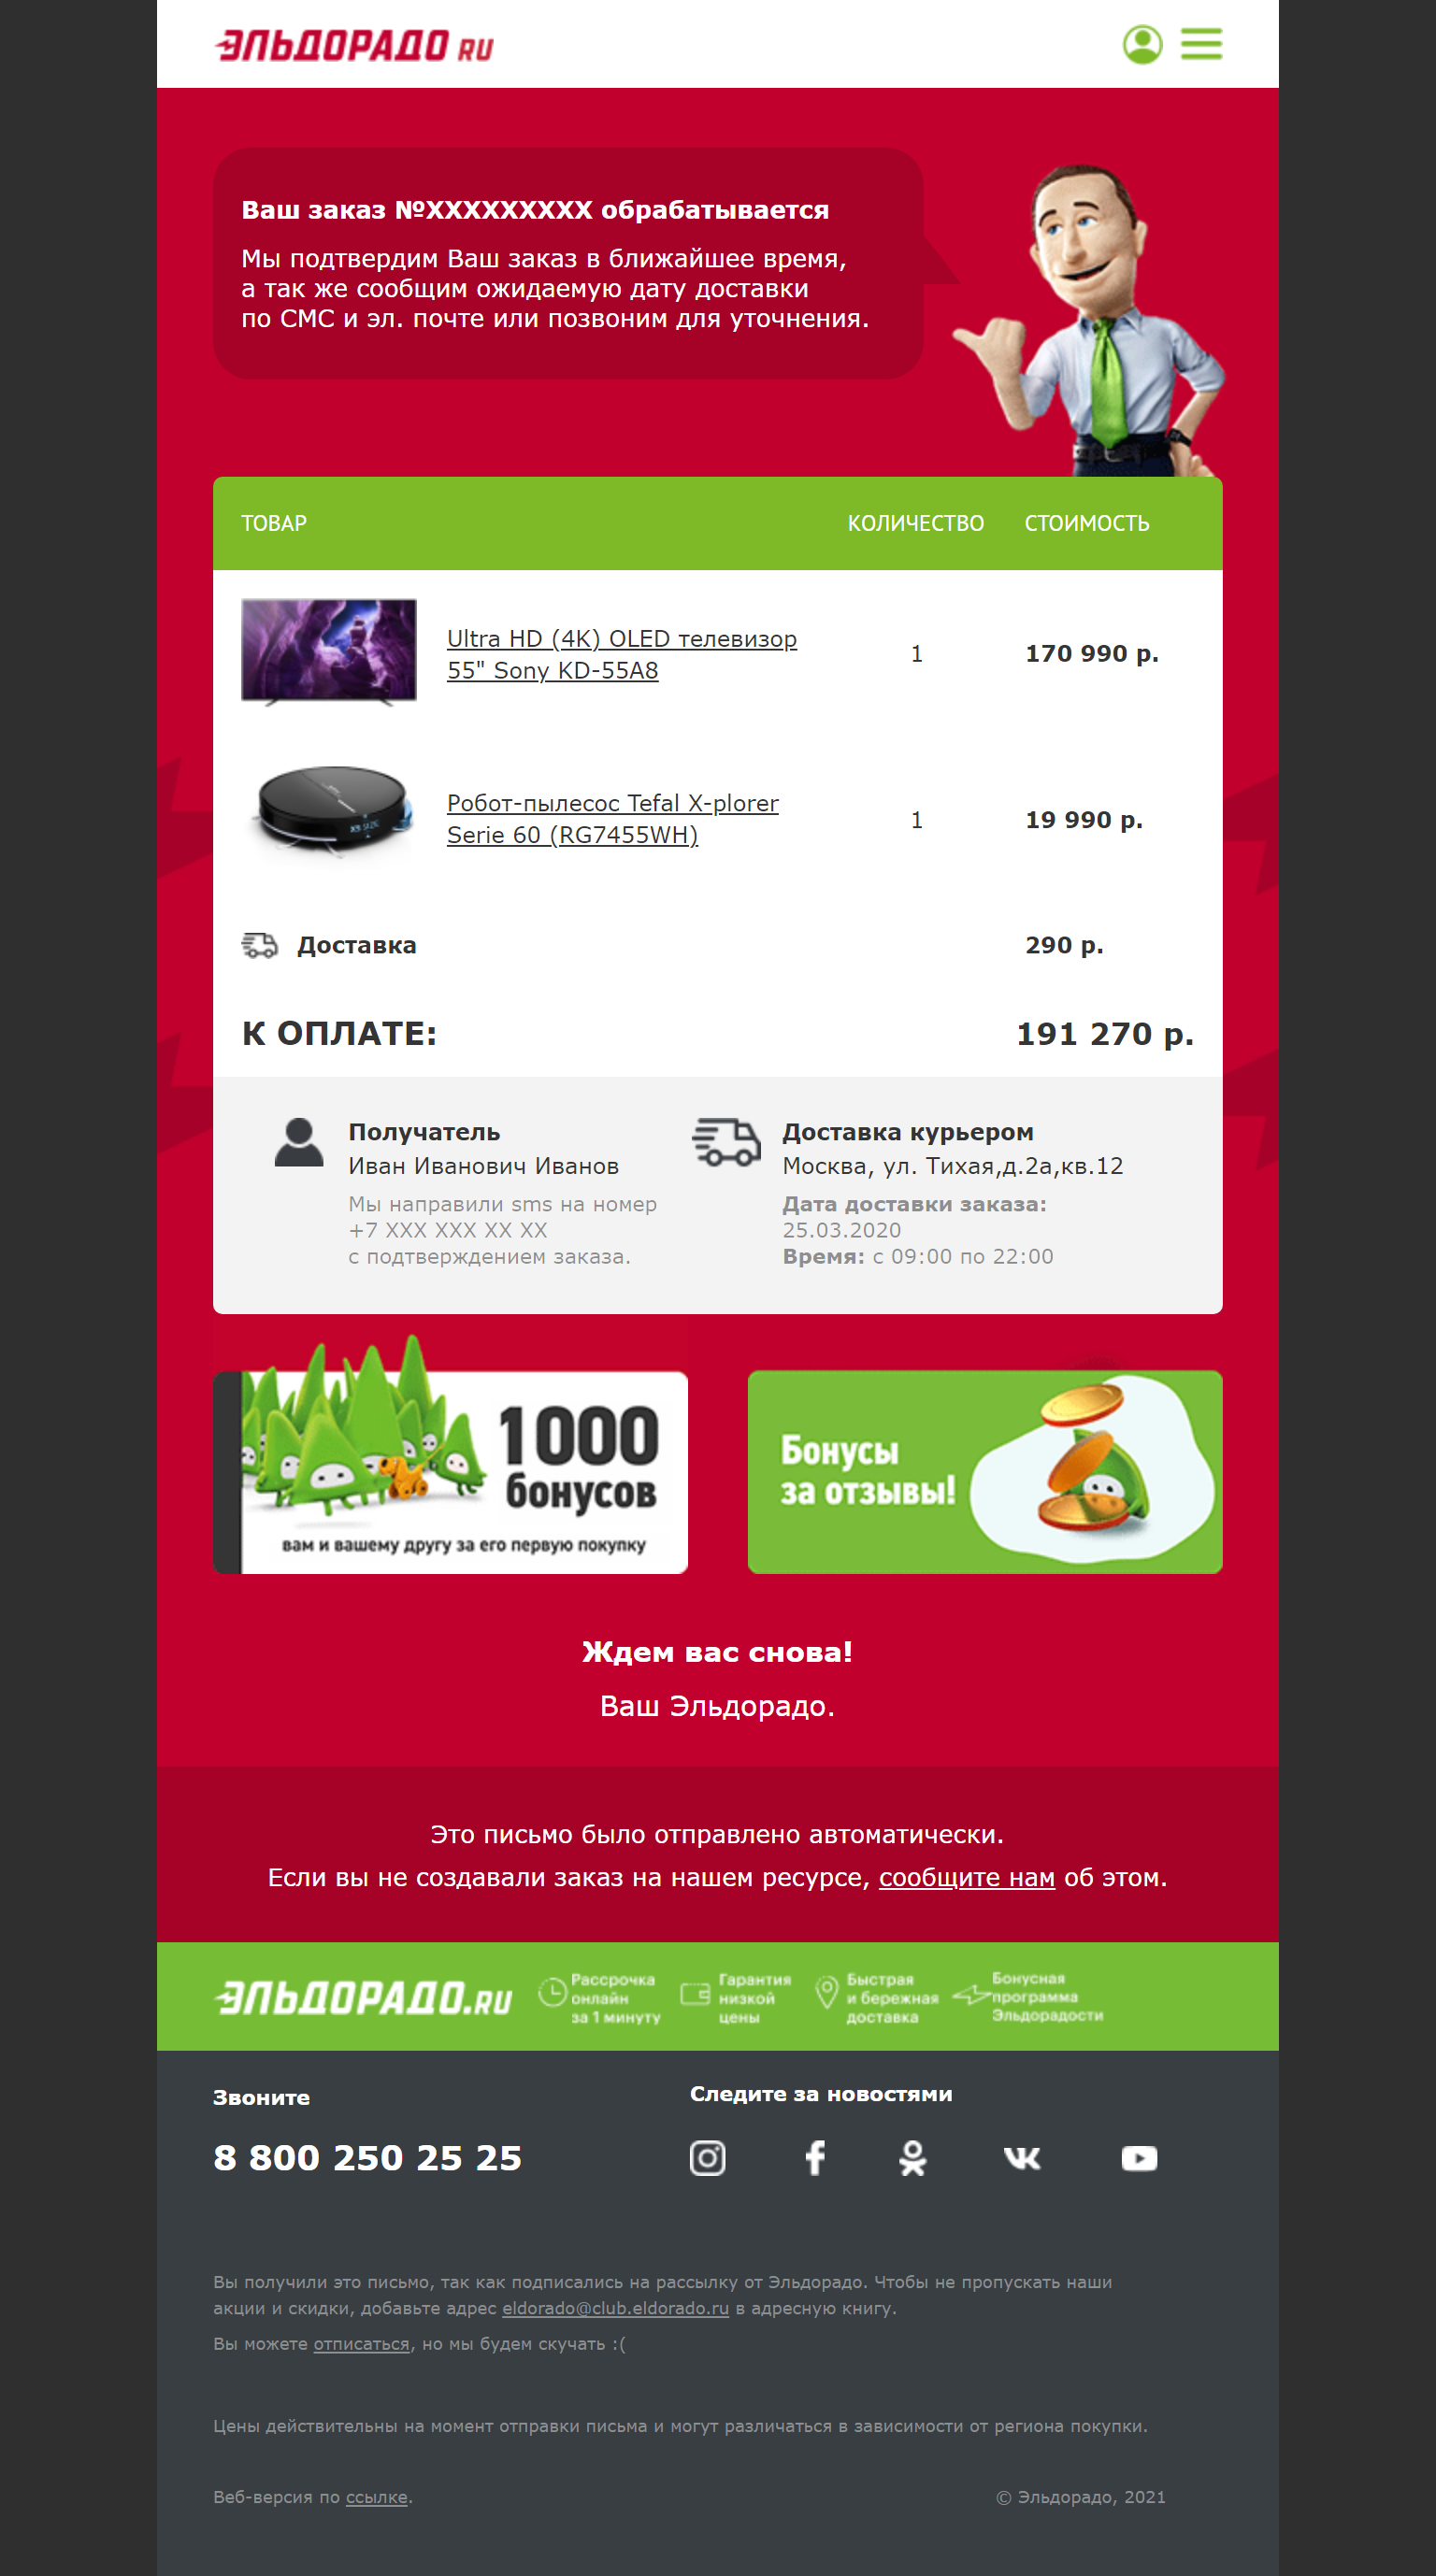 ЭЛЬДОРАДО RU
Ваш заказ №XXXXXXXXX обрабатывается
Мы подтвердим Ваш заказ в ближайшее время,
а так же сообщим ожидаемую дату доставки
по СМС и эл. почте или позвоним для уточнения.
ТОВАР КОЛИЧЕСТВО СТОИМОСТЬ
Ultra HD (4K) OLED телевизор
55" Sony KD-55A8
1
170 990 р.
Робот-пылесос Tefal X-plorer
Serie 60 (RG7455WH)
1
19 990 р.
Доставка 290 р.
К ОПЛАТЕ: 191 270 р.
Получатель
Иван Иванович Иванов
Мы направили sms на номер
+7 XXX XXX XX XX
с подтверждением заказа.
Доставка курьером
Москва, ул. Тихая,д.2а,кв.12
Дата доставки заказа:
25.03.2020
Время: с 09:00 по 22:00
1000
бонусов
вам и вашему другу за его первую покупку
Бонусы
за отзывы!
Ждем вас снова!
Ваш Эльдорадо.
Это письмо было отправлено автоматически.
Если вы не создавали заказ на нашем ресурсе, сообщите нам об этом.
ЭЛЬДОРАДО.RU
Рассрочка
онлайн
за 1 минуту
Гарантия
низкой
цены
Быстрая
и бережная
доставка
Бонусная
программа
Эльдорадости
Звоните
8 800 250 25 25
Следите за новостями
Вы получили это письмо, так как подписались на рассылку от Эльдорадо. Чтобы не пропускать наши
акции и скидки, добавьте адрес eldorado@club.eldorado.ru в адресную книгу.
Вы можете отписаться, но мы будем скучать :(
Цены действительны на момент отправки письма и могут различаться в зависимости от региона покупки.
Веб-версия по ссылке.
© Эльдорадо, 2021